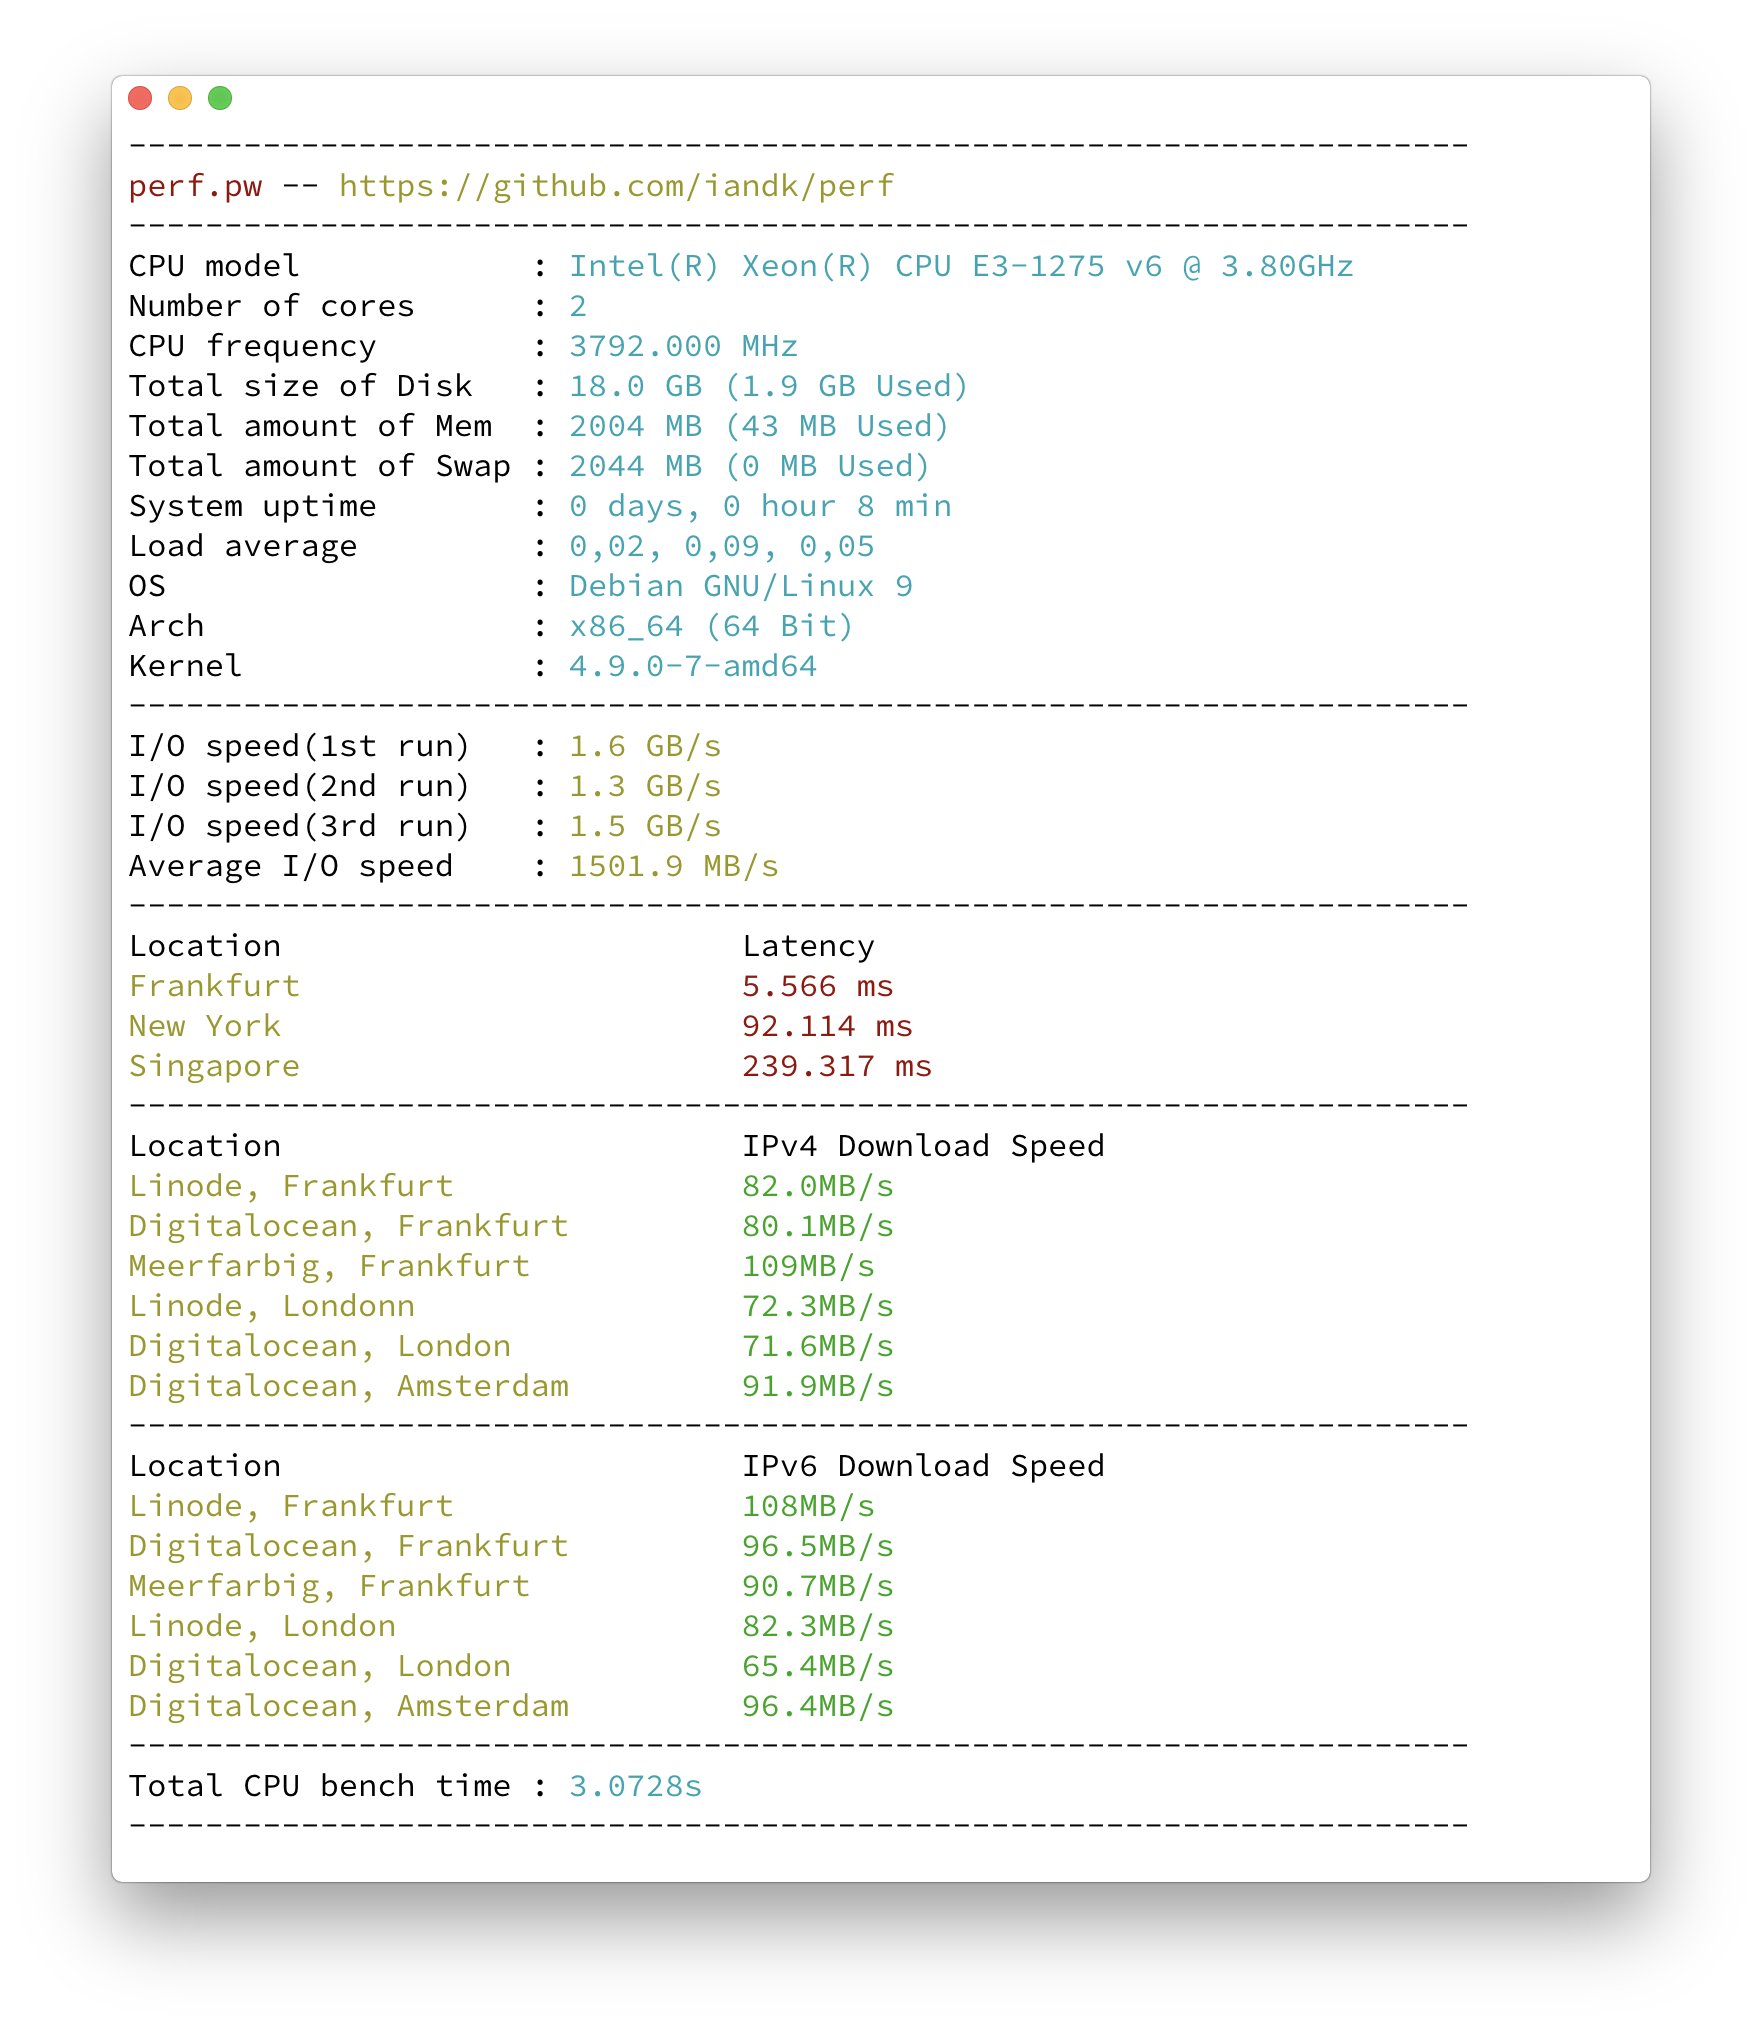 ----------------------------------------------------------------------
perf.pw -- https://github.com/iandk/perf
----------------------------------------------------------------------
CPU model            : Intel(R) Xeon(R) CPU E3-1275 v6 @ 3.80GHz
Number of cores      : 2
CPU frequency        : 3792.000 MHz
Total size of Disk   : 18.0 GB (1.9 GB Used)
Total amount of Mem  : 2004 MB (43 MB Used)
Total amount of Swap : 2044 MB (0 MB Used)
System uptime        : 0 days, 0 hour 8 min
Load average         : 0,02, 0,09, 0,05
OS                   : Debian GNU/Linux 9
Arch                 : x86_64 (64 Bit)
Kernel               : 4.9.0-7-amd64
----------------------------------------------------------------------
I/O speed(1st run)   : 1.6 GB/s
I/O speed(2nd run)   : 1.3 GB/s
I/O speed(3rd run)   : 1.5 GB/s
Average I/O speed    : 1501.9 MB/s
----------------------------------------------------------------------
Location                        Latency
Frankfurt                       5.566 ms
New York                        92.114 ms
Singapore                       239.317 ms
----------------------------------------------------------------------
Location                        IPv4 Download Speed
Linode, Frankfurt               82.0MB/s
Digitalocean, Frankfurt         80.1MB/s
Meerfarbig, Frankfurt           109MB/s
Linode, Londonn                 72.3MB/s
Digitalocean, London            71.6MB/s
Digitalocean, Amsterdam         91.9MB/s
----------------------------------------------------------------------
Location                        IPv6 Download Speed
Linode, Frankfurt               108MB/s
Digitalocean, Frankfurt         96.5MB/s
Meerfarbig, Frankfurt           90.7MB/s
Linode, London                  82.3MB/s
Digitalocean, London            65.4MB/s
Digitalocean, Amsterdam         96.4MB/s
----------------------------------------------------------------------
Total CPU bench time : 3.0728s
----------------------------------------------------------------------